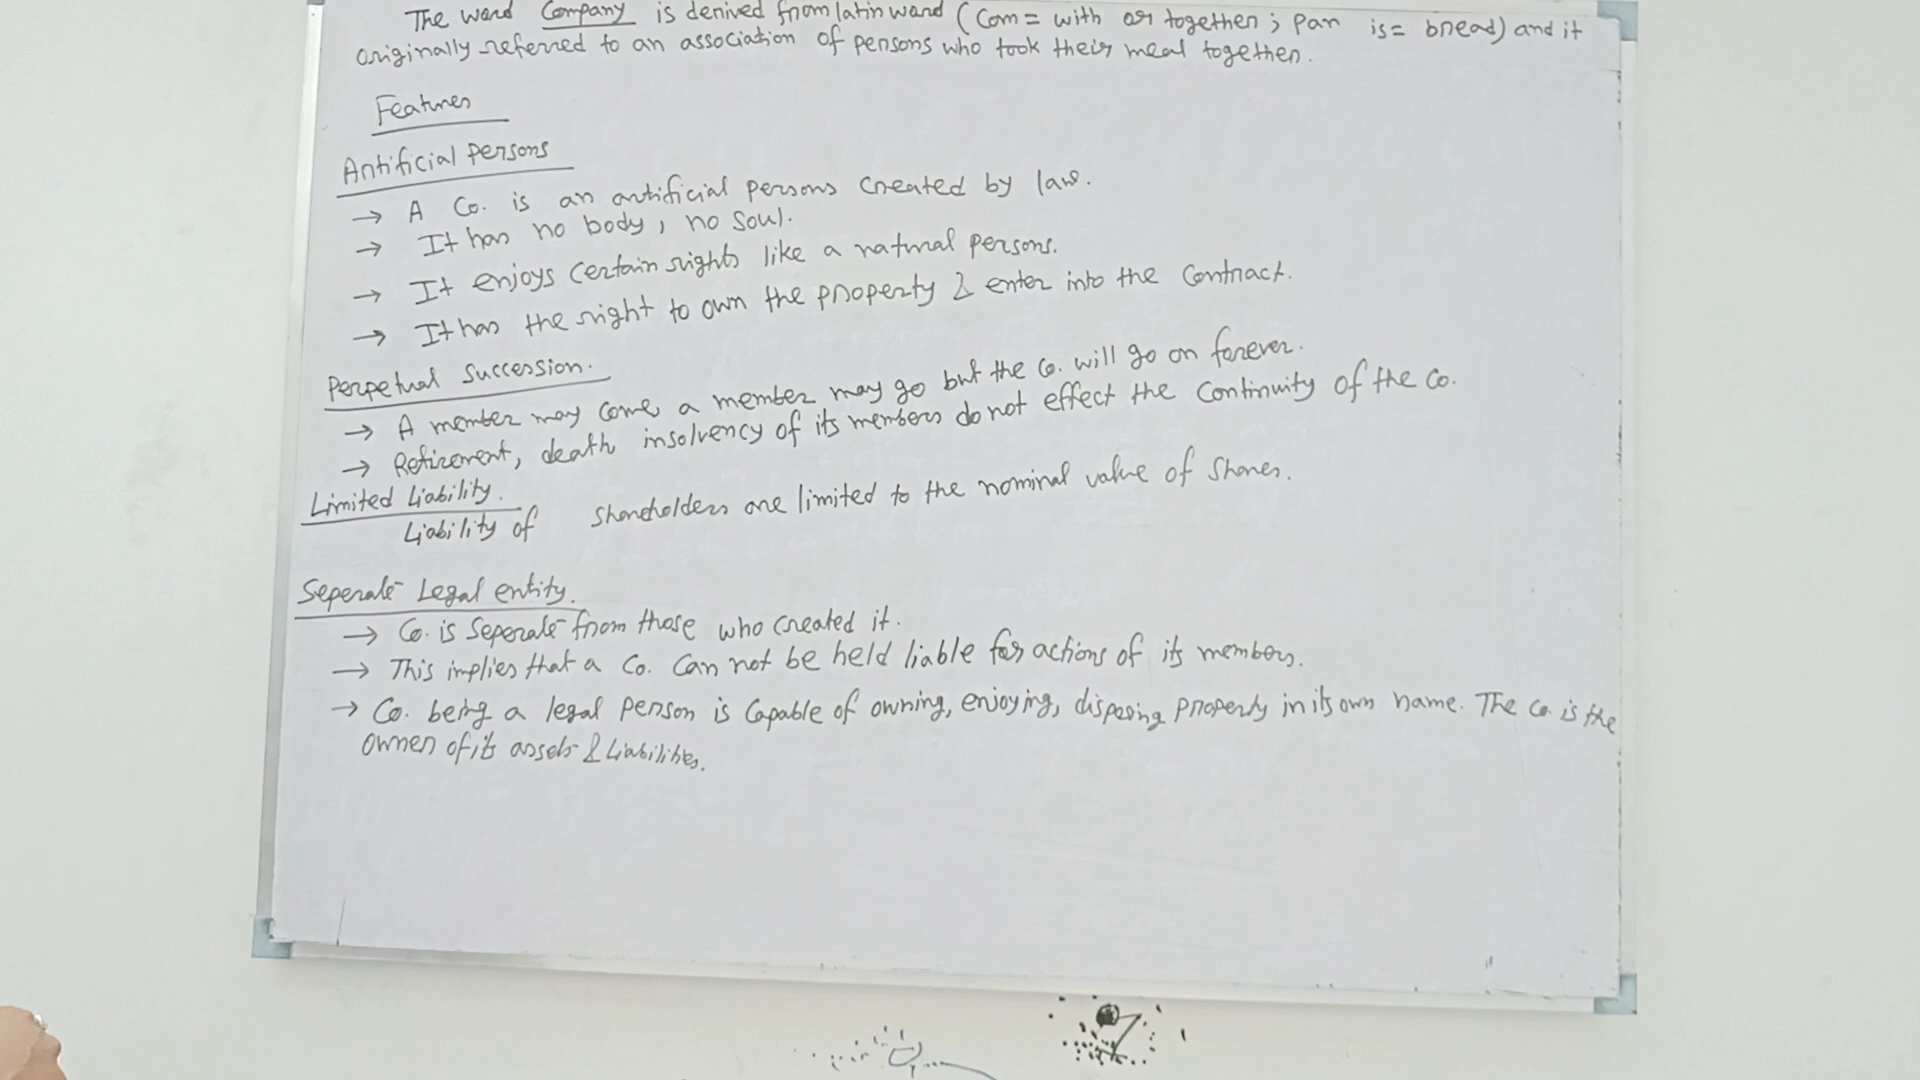 The word Company is derived from latin word (Com = with or together ; pan is = bread) and it
originally referred to an association of persons who took their meal together.
Features
Artificial persons
→ A Co. is an artificial persons created by law.
→ It has no body, no soul.
→ It enjoys certain rights like a natural persons.
→ It has the right to own the property & enter into the contract.
Perpetual Succession.
→ A member may come, a member may go but the Co. will go on forever.
→ Retirement, death, insolvency of its members do not effect the continuity of the Co.
Limited Liability.
Liability of shareholders are limited to the nominal value of shares.
Seperate Legal entity.
→ Co. is seperate from those who created it.
→ This implies that a Co. can not be held liable for actions of its members.
→ Co. being a legal person is capable of owning, enjoying, disposing property in its own name. The Co. is the
owner of its assets & liabilities.